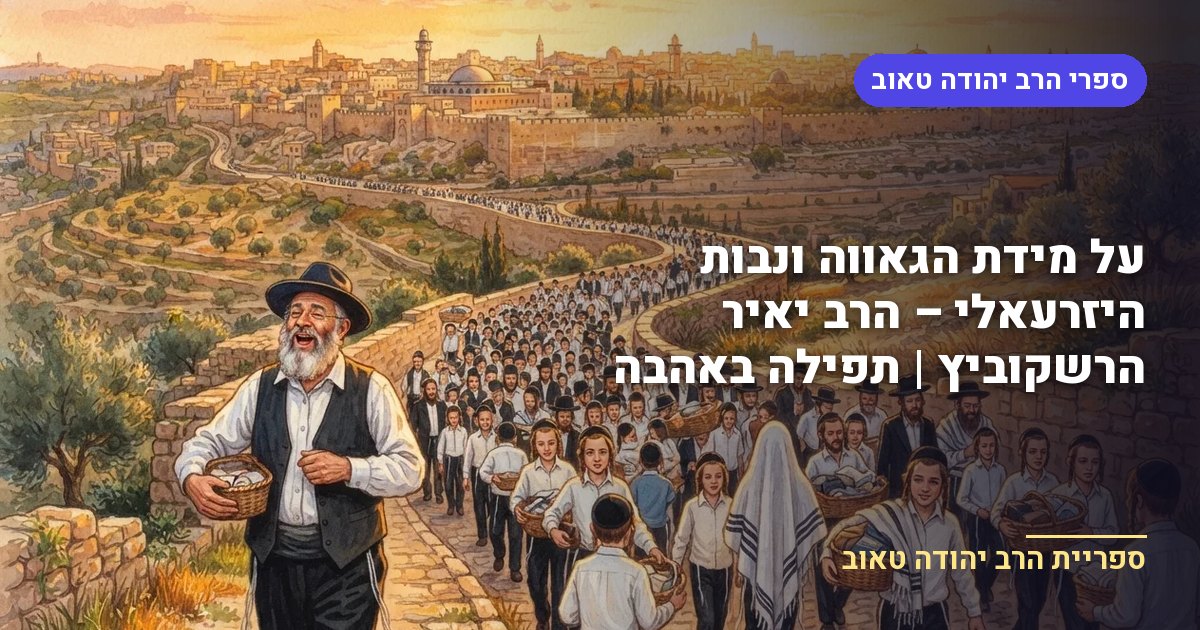 ספרי הרב יהודה טאוב
על מידת הגאווה ונבות
היזרעאלי – הרב יאיר
הרשקוביץ | תפילה באהבה
ספריית הרב יהודה טאוב